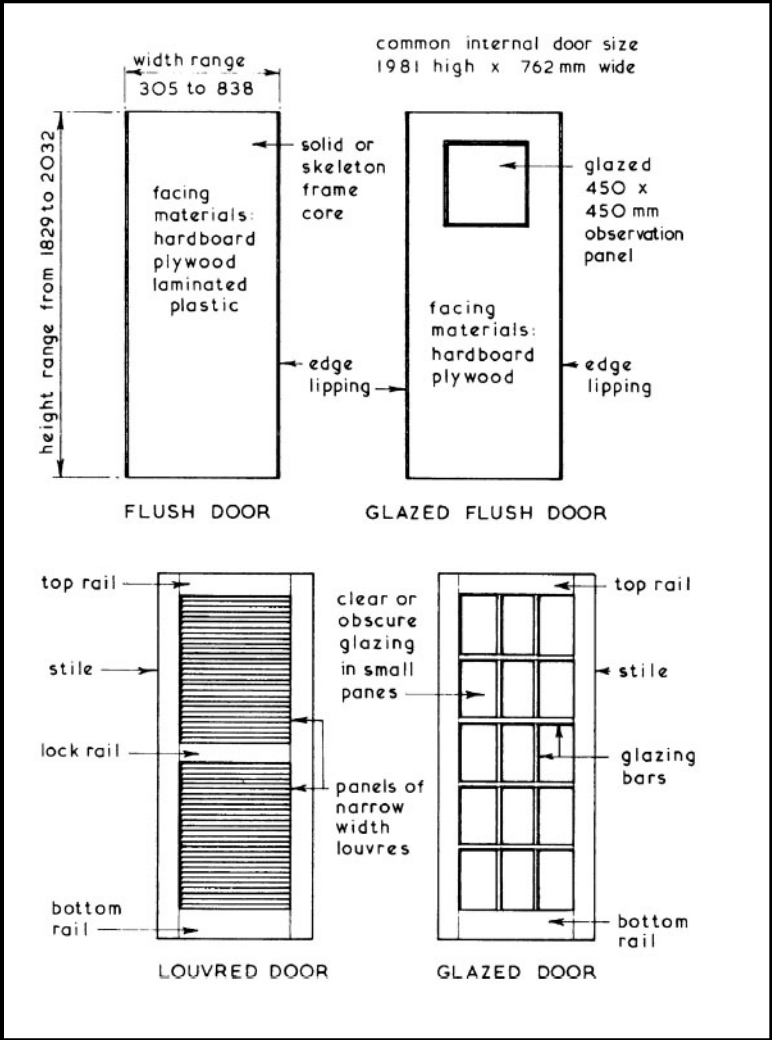 width range
305 to 838
common internal door size
1981 high x 762mm wide
height range from 1829 to 2032
facing
materials:
hardboard
plywood
laminated
plastic
solid or
skeleton
frame
core
edge
lipping
glazed
450 x
450 mm
observation
panel
facing
materials:
hardboard
plywood
edge
lipping
FLUSH DOOR
GLAZED FLUSH DOOR
top rail
stile
lock rail
bottom
rail
panels of
narrow
width
louvres
LOUVRED DOOR
clear or
obscure
glazing
in small
panes
top rail
stile
glazing
bars
bottom
rail
GLAZED DOOR